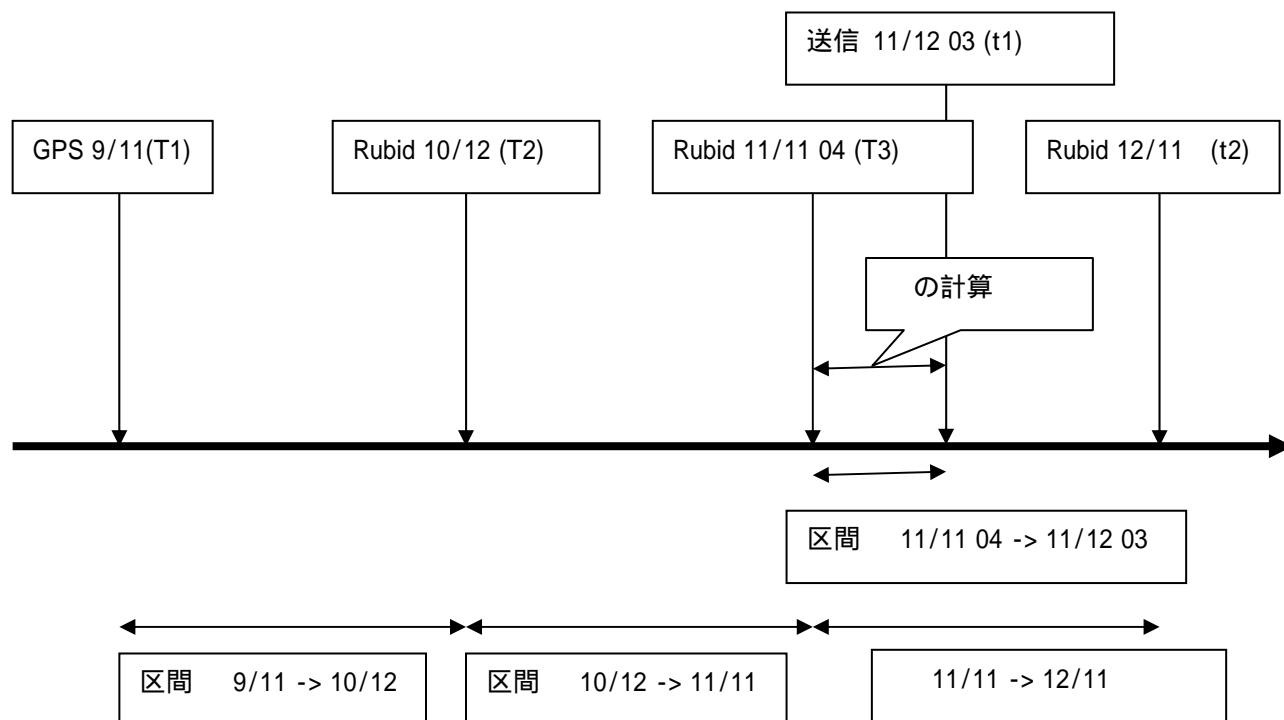 送信 11/12 03 (t1)
GPS 9/11(T1)
Rubid 10/12 (T2)
Rubid 11/11 04 (T3)
Rubid 12/11 (t2)
の計算
区間 11/11 04 -> 11/12 03
区間 9/11 -> 10/12
区間 10/12 -> 11/11
11/11 -> 12/11